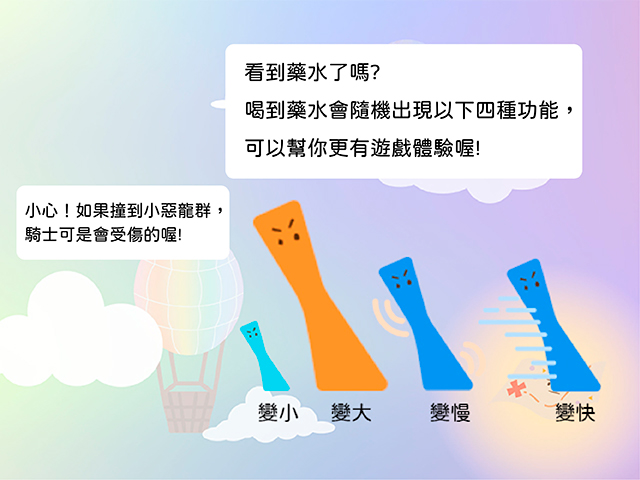 看到藥水了嗎?
喝到藥水會隨機出現以下四種功能，
可以幫你更有遊戲體驗喔!
小心！如果撞到小惡龍群，
騎士可是會受傷的喔!
變小 變大 變慢 變快